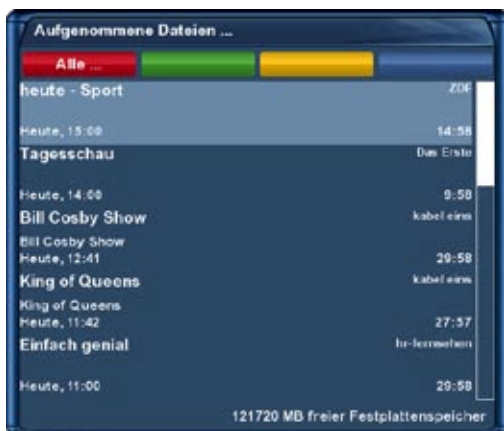 Aufgenommene Dateien ...
Alle ...
heute - Sport ZDF
Heute, 15:00 14:58
Tagesschau Das Erste
Heute, 14:00 9:58
Bill Cosby Show kabel eins
Bill Cosby Show
Heute, 12:41 29:58
King of Queens kabel eins
King of Queens
Heute, 11:42 27:57
Einfach genial hr-fernsehen
Heute, 11:00 29:58
121720 MB freier Festplattenspeicher